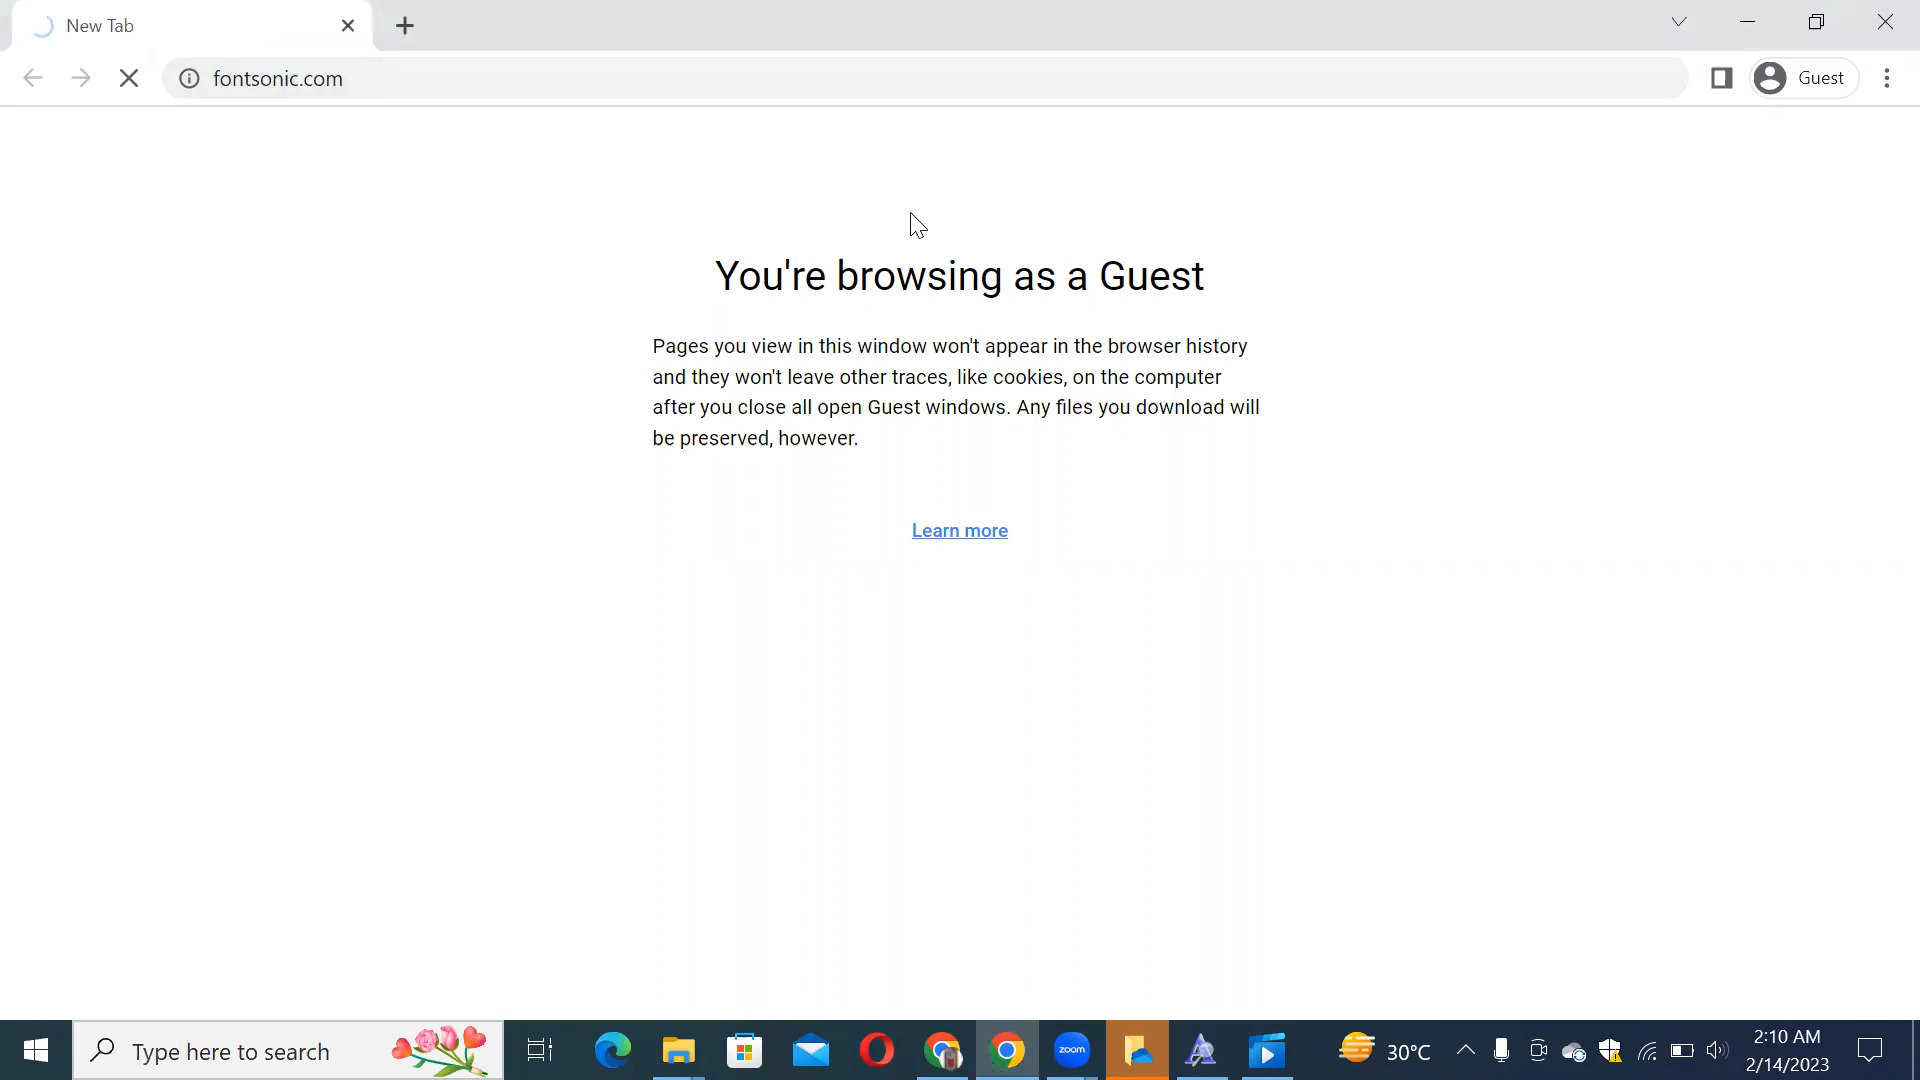 New Tab
fontsonic.com
Guest
You're browsing as a Guest
Pages you view in this window won't appear in the browser history
and they won't leave other traces, like cookies, on the computer
after you close all open Guest windows. Any files you download will
be preserved, however.
Learn more
Type here to search
zoom
30°C
2:10 AM
2/14/2023